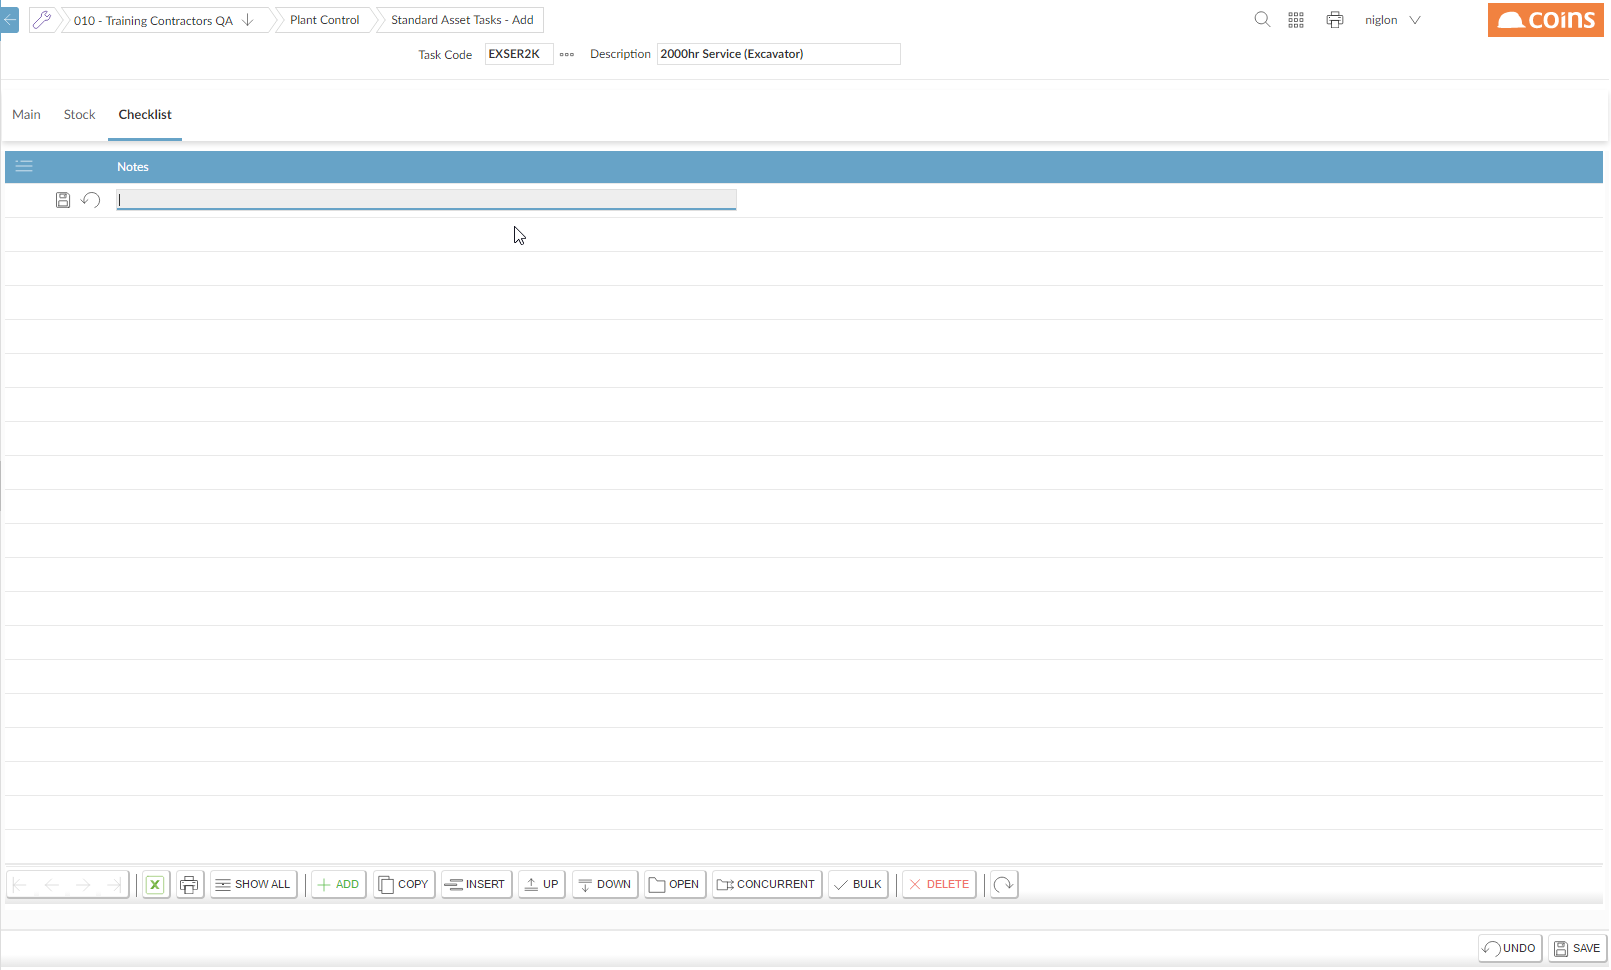 010 - Training Contractors QA
Plant Control
Standard Asset Tasks - Add
niglon
coins
Task Code EXSER2K Description 2000hr Service (Excavator)
Main Stock Checklist
Notes
SHOW ALL ADD COPY INSERT UP DOWN OPEN CONCURRENT BULK DELETE
UNDO SAVE